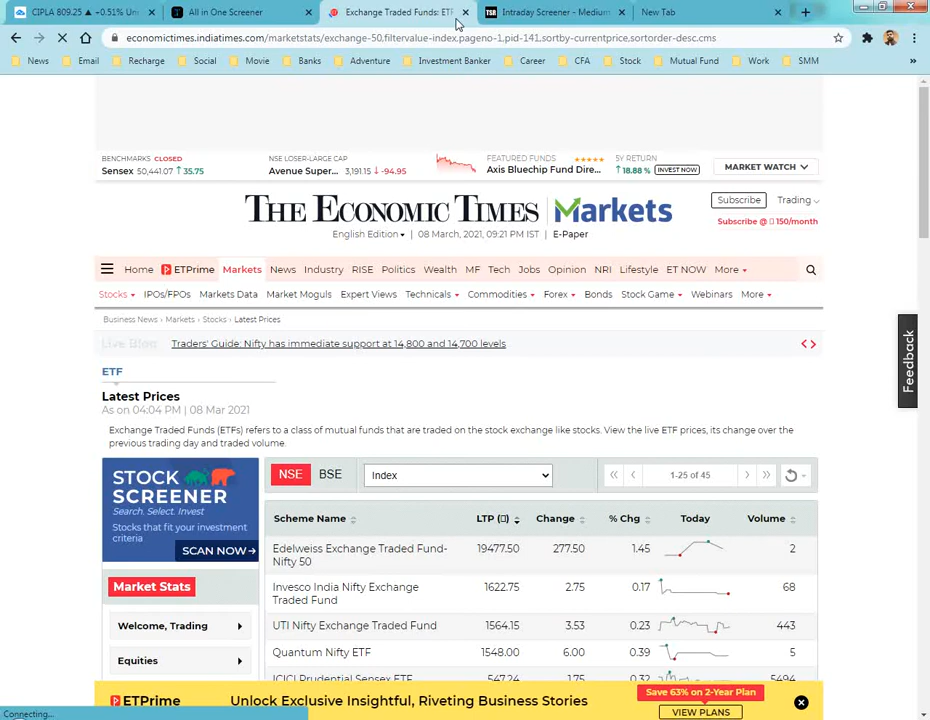 CIPLA 809.25 ▲ +0.51% Un
All in One Screener
Exchange Traded Funds: ETF
Intraday Screener - Medium
New Tab
economictimes.indiatimes.com/marketstats/exchange-50,filtervalue-index,pageno-1,pid-141,sortby-currentprice,sortorder-desc.cms
News Email Recharge Social Movie Banks Adventure Investment Banker Career CFA Stock Mutual Fund Work SMM
BENCHMARKS CLOSED
Sensex 50,441.07 ↑ 35.75
NSE LOSER-LARGE CAP
Avenue Super... 3,191.15 ↓ -94.95
FEATURED FUNDS ★★★★★
Axis Bluechip Fund Dire...
5Y RETURN
↑ 18.88 % INVEST NOW
MARKET WATCH
THE ECONOMIC TIMES Markets
Subscribe Trading
Subscribe @ ▯ 150/month
English Edition | 08 March, 2021, 09:21 PM IST | E-Paper
Home ETPrime Markets News Industry RISE Politics Wealth MF Tech Jobs Opinion NRI Lifestyle ET NOW More
Stocks IPOs/FPOs Markets Data Market Moguls Expert Views Technicals Commodities Forex Bonds Stock Game Webinars More
Business News › Markets › Stocks › Latest Prices
Live Blog Traders' Guide: Nifty has immediate support at 14,800 and 14,700 levels
Feedback
ETF
Latest Prices
As on 04:04 PM | 08 Mar 2021
Exchange Traded Funds (ETFs) refers to a class of mutual funds that are traded on the stock exchange like stocks. View the live ETF prices, its change over the
previous trading day and traded volume.
STOCK
SCREENER
Search. Select. Invest
Stocks that fit your investment
criteria
SCAN NOW→
NSE BSE Index 1-25 of 45
Scheme Name LTP (▯) Change % Chg Today Volume
Edelweiss Exchange Traded Fund- 19477.50 277.50 1.45 2
Nifty 50
Invesco India Nifty Exchange 1622.75 2.75 0.17 68
Traded Fund
UTI Nifty Exchange Traded Fund 1564.15 3.53 0.23 443
Quantum Nifty ETF 1548.00 6.00 0.39 5
ICICI Prudential Sensex ETF 547.24 1.75 0.32 5494
Market Stats
Welcome, Trading
Equities
ETPrime Unlock Exclusive Insightful, Riveting Business Stories
Save 63% on 2-Year Plan
VIEW PLANS
Connecting...